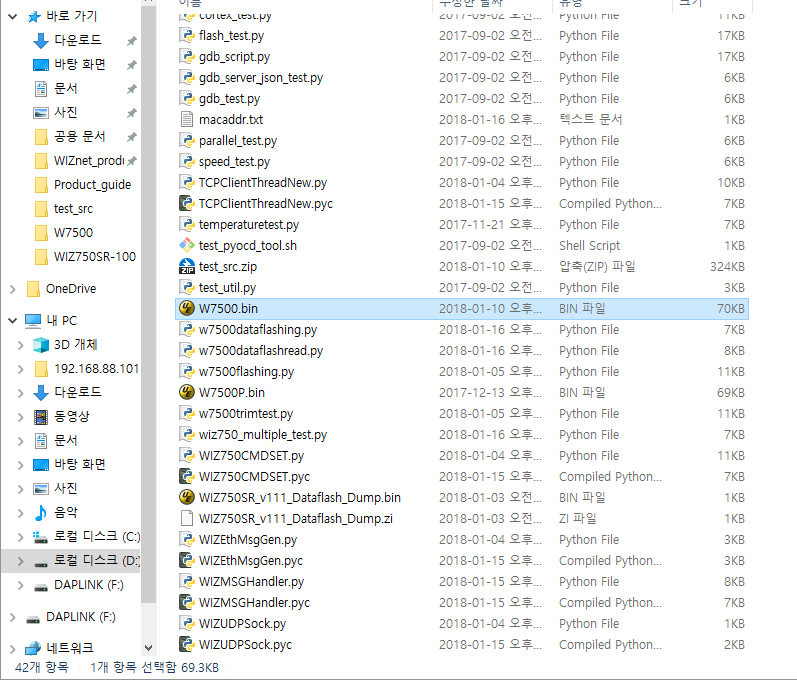 이름 수정한 날짜 유형 크기
바로 가기
다운로드
바탕 화면
문서
사진
공용 문서
WIZnet_produ
Product_guide
test_src
W7500
WIZ750SR-100
OneDrive
내 PC
3D 개체
192.168.88.101
다운로드
동영상
문서
바탕 화면
사진
음악
로컬 디스크 (C:)
로컬 디스크 (D:)
DAPLINK (F:)
DAPLINK (F:)
네트워크
cortex_test.py 2017-09-02 오전... Python File 11KB
flash_test.py 2017-09-02 오전... Python File 17KB
gdb_script.py 2017-09-02 오전... Python File 17KB
gdb_server_json_test.py 2017-09-02 오전... Python File 6KB
gdb_test.py 2017-09-02 오전... Python File 6KB
macaddr.txt 2018-01-16 오후... 텍스트 문서 1KB
parallel_test.py 2017-09-02 오전... Python File 6KB
speed_test.py 2017-09-02 오전... Python File 6KB
TCPClientThreadNew.py 2018-01-04 오후... Python File 10KB
TCPClientThreadNew.pyc 2018-01-15 오후... Compiled Python... 7KB
temperaturetest.py 2017-11-21 오후... Python File 7KB
test_pyocd_tool.sh 2017-09-02 오전... Shell Script 1KB
test_src.zip 2018-01-10 오후... 압축(ZIP) 파일 324KB
test_util.py 2017-09-02 오전... Python File 3KB
W7500.bin 2018-01-10 오후... BIN 파일 70KB
w7500dataflashing.py 2018-01-16 오후... Python File 7KB
w7500dataflashread.py 2018-01-16 오후... Python File 8KB
w7500flashing.py 2018-01-05 오후... Python File 11KB
W7500P.bin 2017-12-13 오후... BIN 파일 69KB
w7500trimtest.py 2018-01-05 오후... Python File 11KB
wiz750_multiple_test.py 2018-01-16 오후... Python File 7KB
WIZ750CMDSET.py 2018-01-04 오후... Python File 11KB
WIZ750CMDSET.pyc 2018-01-15 오후... Compiled Python... 7KB
WIZ750SR_v111_Dataflash_Dump.bin 2018-01-03 오전... BIN 파일 1KB
WIZ750SR_v111_Dataflash_Dump.zi 2018-01-03 오전... ZI 파일 1KB
WIZEthMsgGen.py 2018-01-04 오후... Python File 3KB
WIZEthMsgGen.pyc 2018-01-15 오후... Compiled Python... 3KB
WIZMSGHandler.py 2018-01-04 오후... Python File 8KB
WIZMSGHandler.pyc 2018-01-15 오후... Compiled Python... 7KB
WIZUDPSock.py 2018-01-04 오후... Python File 3KB
WIZUDPSock.pyc 2018-01-15 오후... Compiled Python... 2KB
42개 항목 1개 항목 선택함 69.3KB